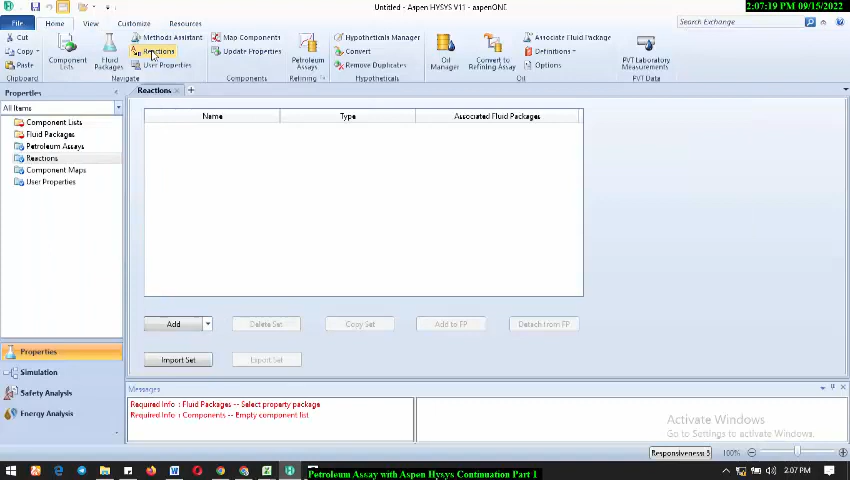 Untitled - Aspen HYSYS V11 - aspenONE
2:07:19 PM 09/15/2022
File Home View Customize Resources
Search Exchange
Cut
Copy
Paste
Clipboard
Component Lists
Fluid Packages
Methods Assistant
Reactions
User Properties
Navigate
Map Components
Update Properties
Components
Petroleum Assays
Refining
Hypotheticals Manager
Convert
Remove Duplicates
Hypotheticals
Oil Manager
Convert to Refining Assay
Associate Fluid Package
Definitions
Options
Oil
PVT Laboratory Measurements
PVT Data
Properties
All Items
Component Lists
Fluid Packages
Petroleum Assays
Reactions
Component Maps
User Properties
Properties
Simulation
Safety Analysis
Energy Analysis
Reactions
Name Type Associated Fluid Packages
Add Delete Set Copy Set Add to FP Detach from FP
Import Set Export Set
Messages
Required Info : Fluid Packages -- Select property package
Required Info : Components -- Empty component list
Activate Windows
Go to Settings to activate Windows.
Responsiveness: 5 100%
Petroleum Assay with Aspen Hysys Continuation Part 1
2:07 PM